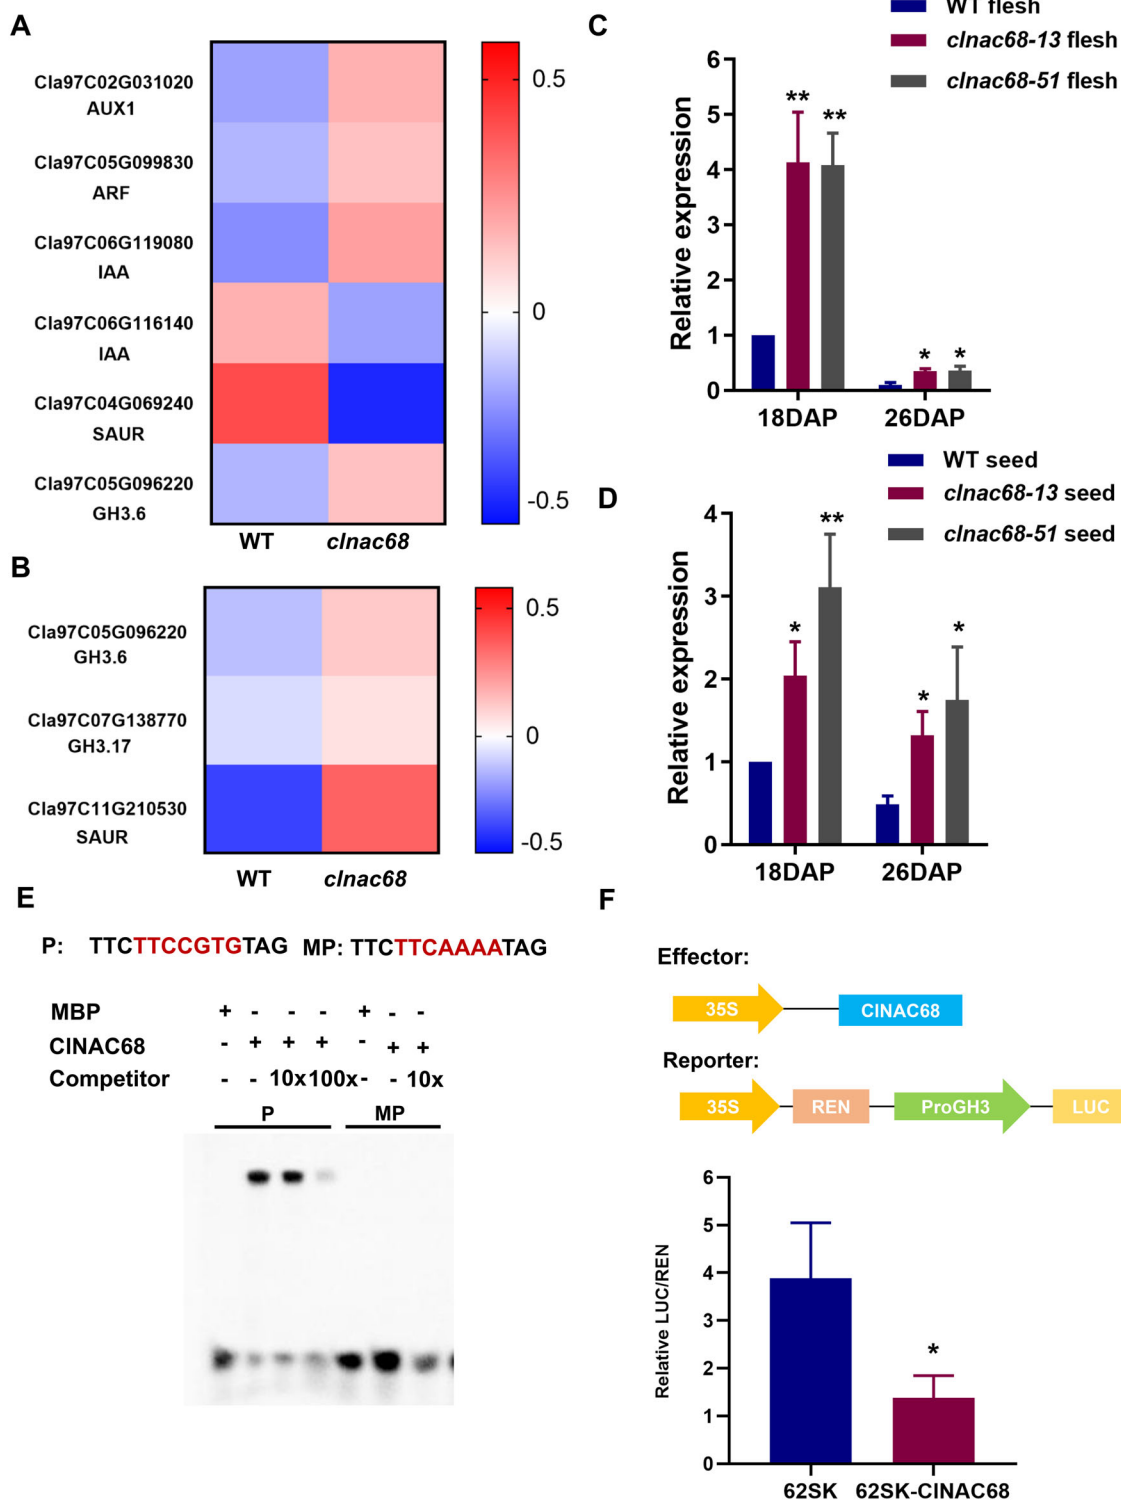 A
Cla97C02G031020
AUX1
Cla97C05G099830
ARF
Cla97C06G119080
IAA
Cla97C06G116140
IAA
Cla97C04G069240
SAUR
Cla97C05G096220
GH3.6
WT clnac68
0.5
0
-0.5
B
Cla97C05G096220
GH3.6
Cla97C07G138770
GH3.17
Cla97C11G210530
SAUR
WT clnac68
0.5
0
-0.5
C
WT flesh
clnac68-13 flesh
clnac68-51 flesh
Relative expression
6
5
4
3
2
1
0
** **
* *
18DAP 26DAP
D
WT seed
clnac68-13 seed
clnac68-51 seed
Relative expression
4
3
2
1
0
* **
* *
18DAP 26DAP
E
P: TTCTTCCGTGTAG MP: TTCTTCAAAATAG
MBP + - - - + - -
ClNAC68 - + + + - + +
Competitor - - 10x 100x - - 10x
P MP
F
Effector:
35S ClNAC68
Reporter:
35S REN ProGH3 LUC
Relative LUC/REN
6
5
4
3
2
1
0
*
62SK 62SK-ClNAC68